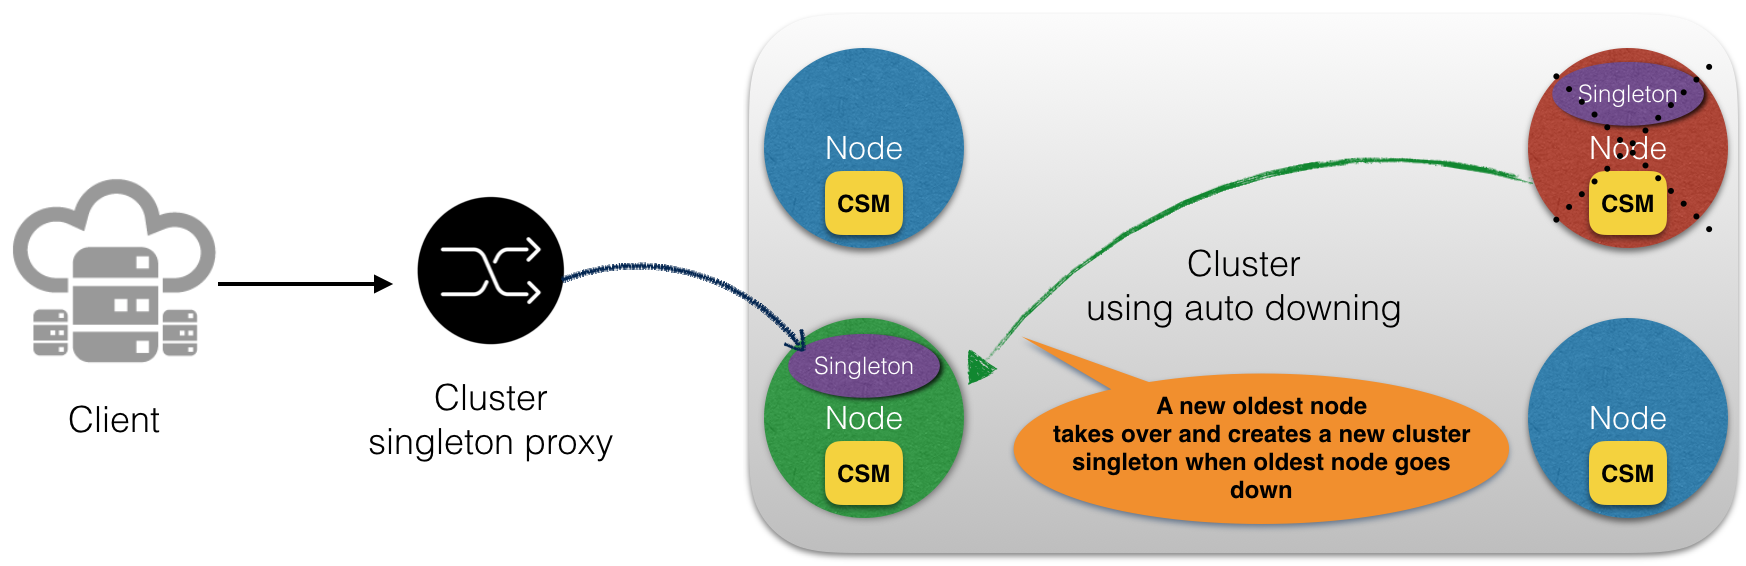 Client
Cluster
singleton proxy
Node
CSM
Singleton
Node
CSM
Cluster
using auto downing
Singleton
Node
CSM
A new oldest node
takes over and creates a new cluster
singleton when oldest node goes
down
Node
CSM